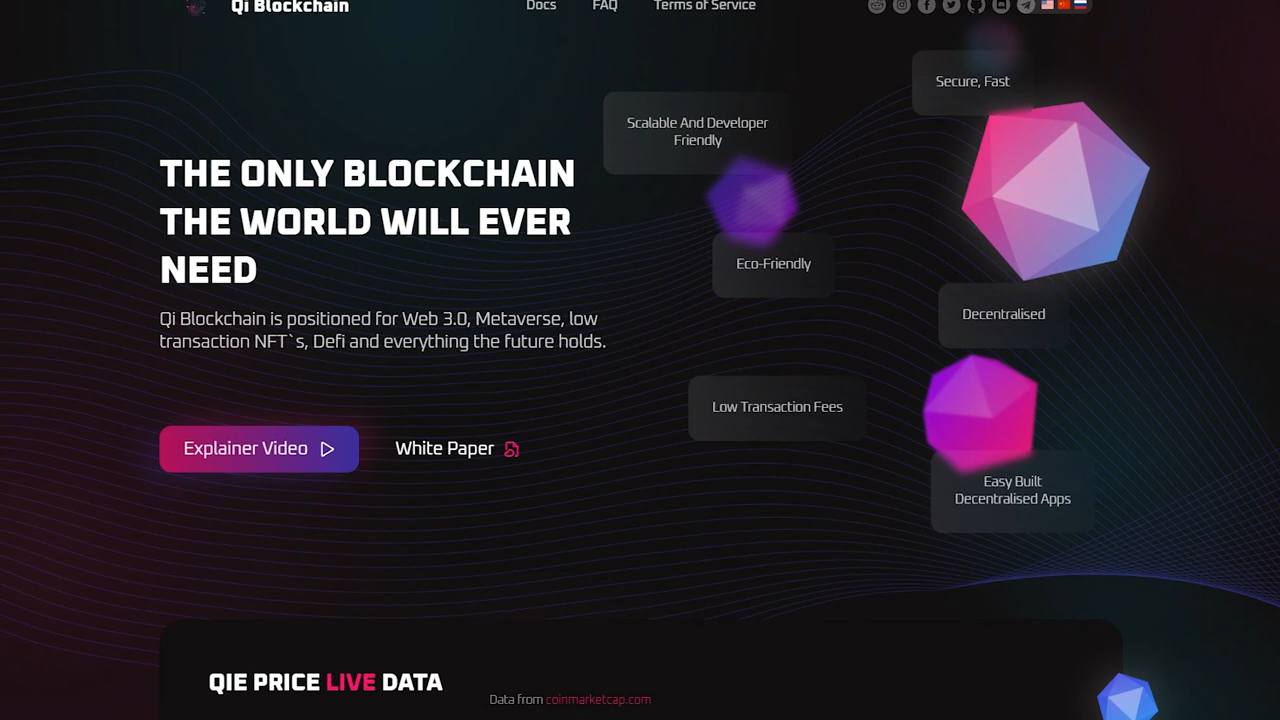 Qi Blockchain
Docs
FAQ
Terms of Service
Secure, Fast
Scalable And Developer
Friendly
THE ONLY BLOCKCHAIN
THE WORLD WILL EVER
NEED
Eco-Friendly
Qi Blockchain is positioned for Web 3.0, Metaverse, low
transaction NFT`s, Defi and everything the future holds.
Decentralised
Low Transaction Fees
Explainer Video
White Paper
Easy Built
Decentralised Apps
QIE PRICE LIVE DATA
Data from coinmarketcap.com